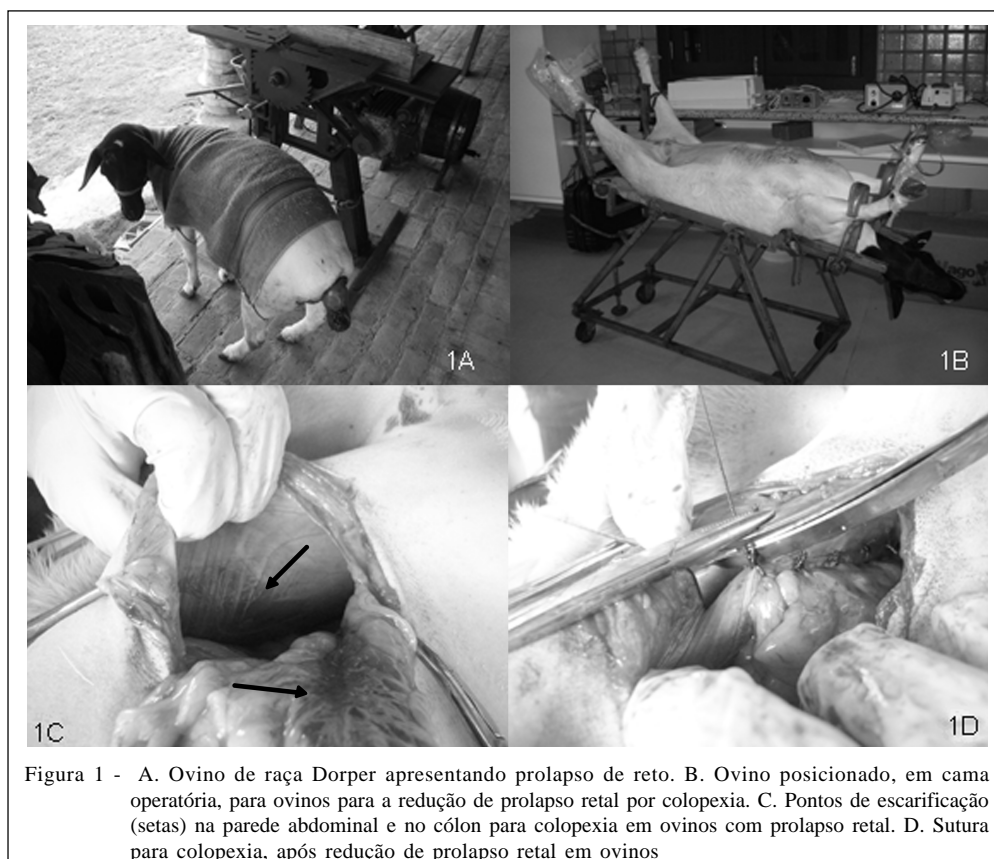 1A
1B
1C
1D
Figura 1 - A. Ovino de raça Dorper apresentando prolapso de reto. B. Ovino posicionado, em cama
operatória, para ovinos para a redução de prolapso retal por colopexia. C. Pontos de escarificação
(setas) na parede abdominal e no cólon para colopexia em ovinos com prolapso retal. D. Sutura
para colopexia, após redução de prolapso retal em ovinos